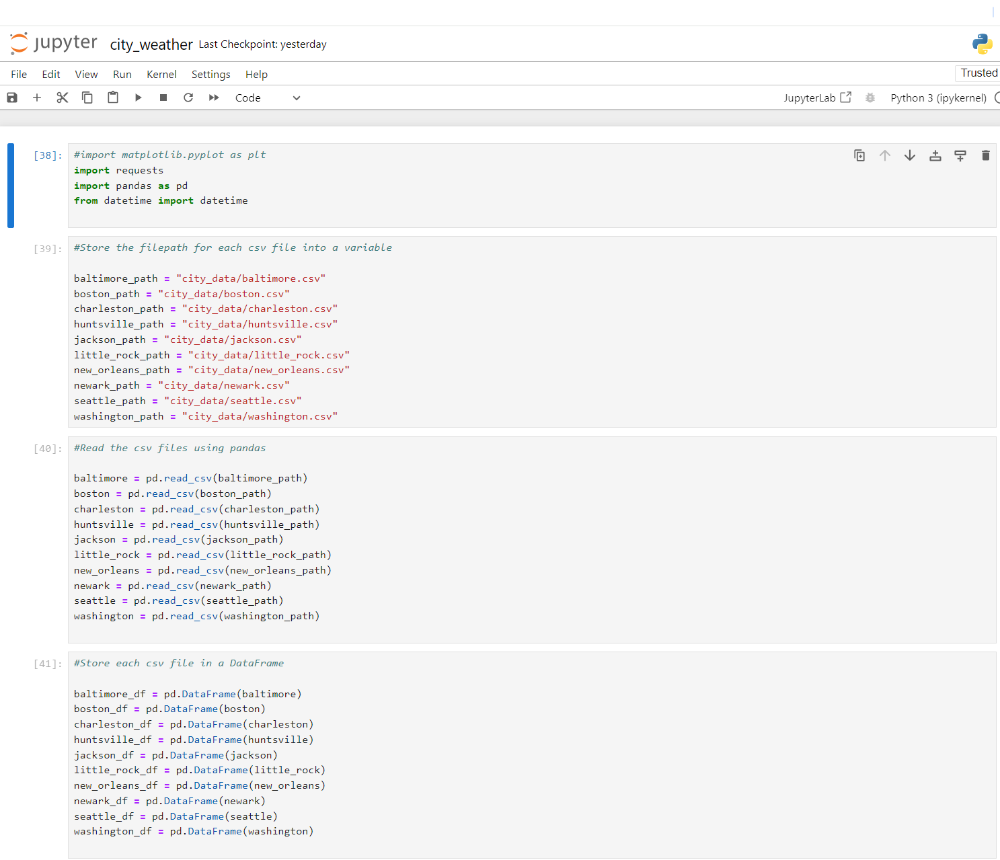 jupyter city_weather Last Checkpoint: yesterday
File Edit View Run Kernel Settings Help Trusted
Code JupyterLab Python 3 (ipykernel)
[38]: #import matplotlib.pyplot as plt
import requests
import pandas as pd
from datetime import datetime
[39]: #Store the filepath for each csv file into a variable
baltimore_path = "city_data/baltimore.csv"
boston_path = "city_data/boston.csv"
charleston_path = "city_data/charleston.csv"
huntsville_path = "city_data/huntsville.csv"
jackson_path = "city_data/jackson.csv"
little_rock_path = "city_data/little_rock.csv"
new_orleans_path = "city_data/new_orleans.csv"
newark_path = "city_data/newark.csv"
seattle_path = "city_data/seattle.csv"
washington_path = "city_data/washington.csv"
[40]: #Read the csv files using pandas
baltimore = pd.read_csv(baltimore_path)
boston = pd.read_csv(boston_path)
charleston = pd.read_csv(charleston_path)
huntsville = pd.read_csv(huntsville_path)
jackson = pd.read_csv(jackson_path)
little_rock = pd.read_csv(little_rock_path)
new_orleans = pd.read_csv(new_orleans_path)
newark = pd.read_csv(newark_path)
seattle = pd.read_csv(seattle_path)
washington = pd.read_csv(washington_path)
[41]: #Store each csv file in a DataFrame
baltimore_df = pd.DataFrame(baltimore)
boston_df = pd.DataFrame(boston)
charleston_df = pd.DataFrame(charleston)
huntsville_df = pd.DataFrame(huntsville)
jackson_df = pd.DataFrame(jackson)
little_rock_df = pd.DataFrame(little_rock)
new_orleans_df = pd.DataFrame(new_orleans)
newark_df = pd.DataFrame(newark)
seattle_df = pd.DataFrame(seattle)
washington_df = pd.DataFrame(washington)